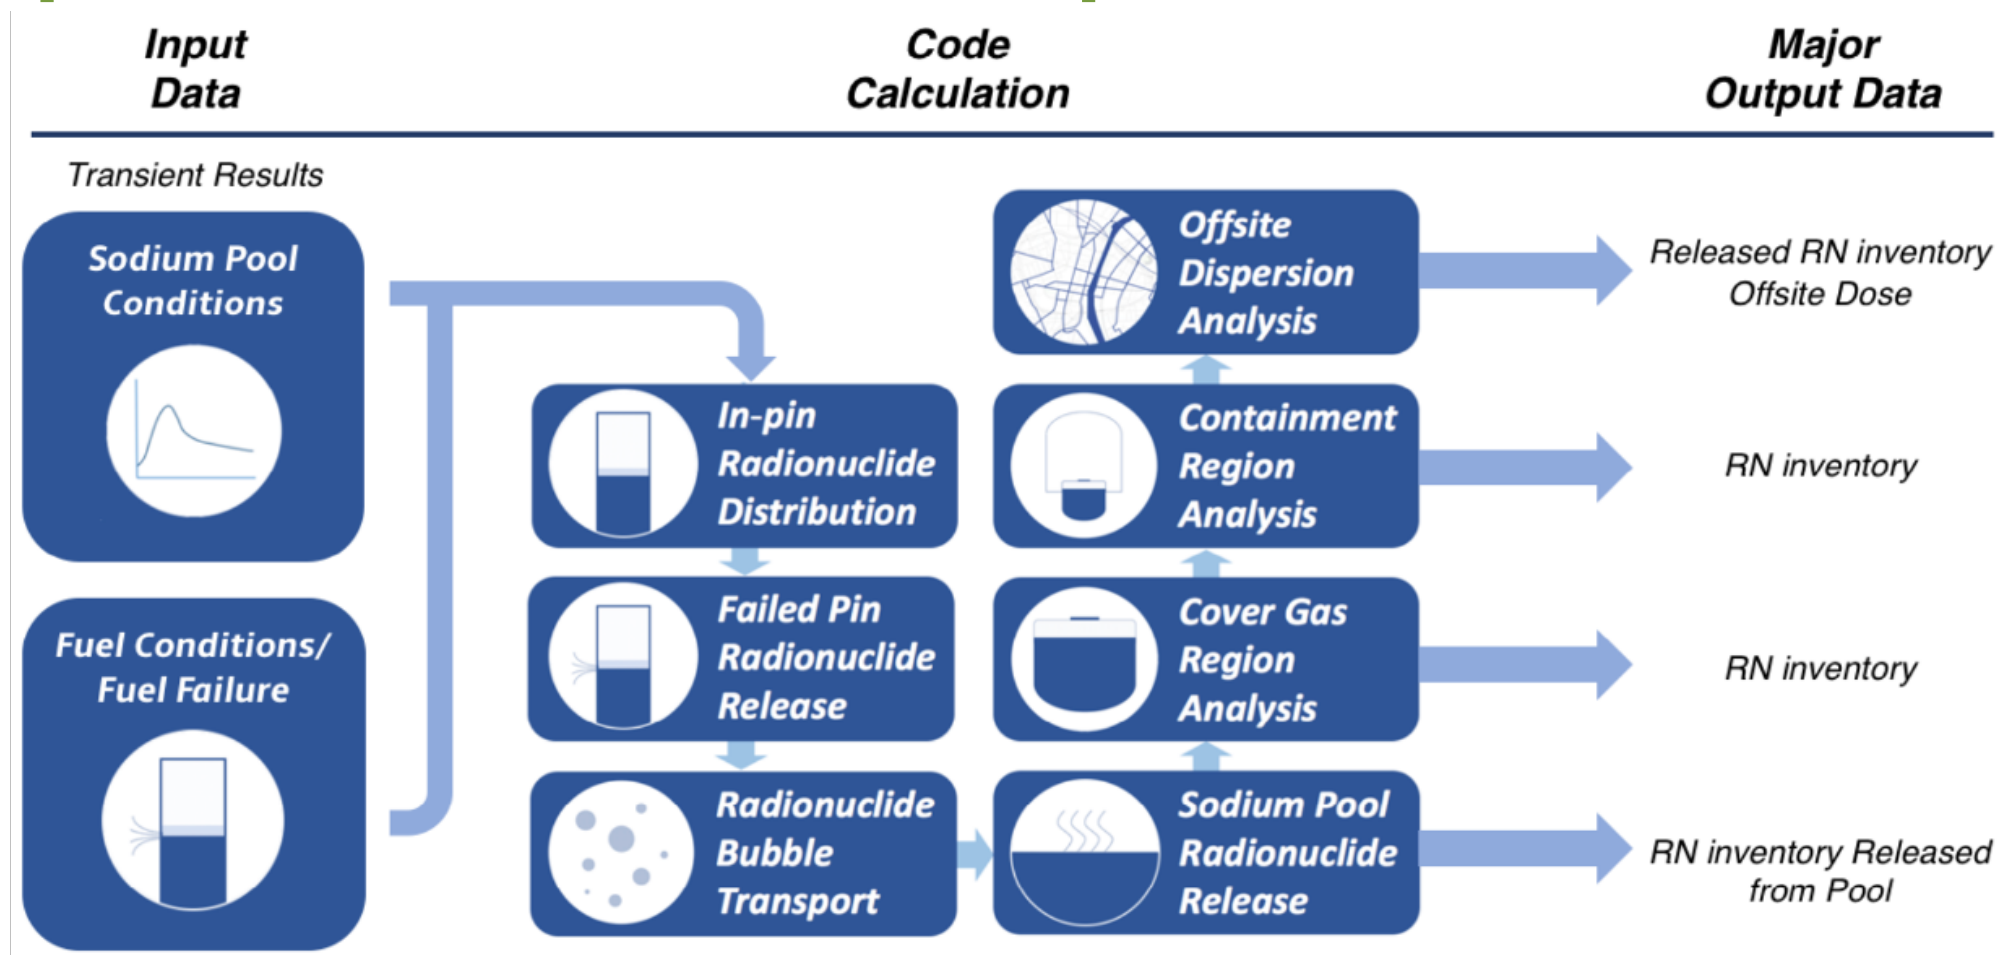 Input
Data
Code
Calculation
Major
Output Data
Transient Results
Sodium Pool
Conditions
Fuel Conditions/
Fuel Failure
In-pin
Radionuclide
Distribution
Failed Pin
Radionuclide
Release
Radionuclide
Bubble
Transport
Sodium Pool
Radionuclide
Release
Cover Gas
Region
Analysis
Containment
Region
Analysis
Offsite
Dispersion
Analysis
Released RN inventory
Offsite Dose
RN inventory
RN inventory
RN inventory Released
from Pool